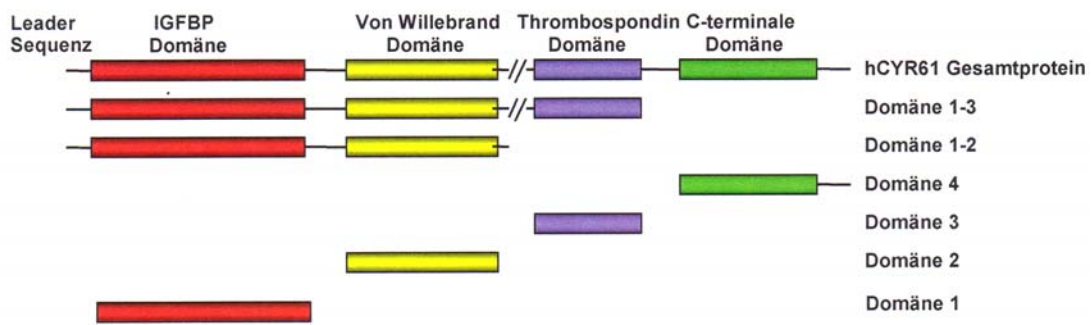 Leader Sequenz
IGFBP Domäne
Von Willebrand Domäne
Thrombospondin Domäne
C-terminale Domäne
hCYR61 Gesamtprotein
Domäne 1-3
Domäne 1-2
Domäne 4
Domäne 3
Domäne 2
Domäne 1